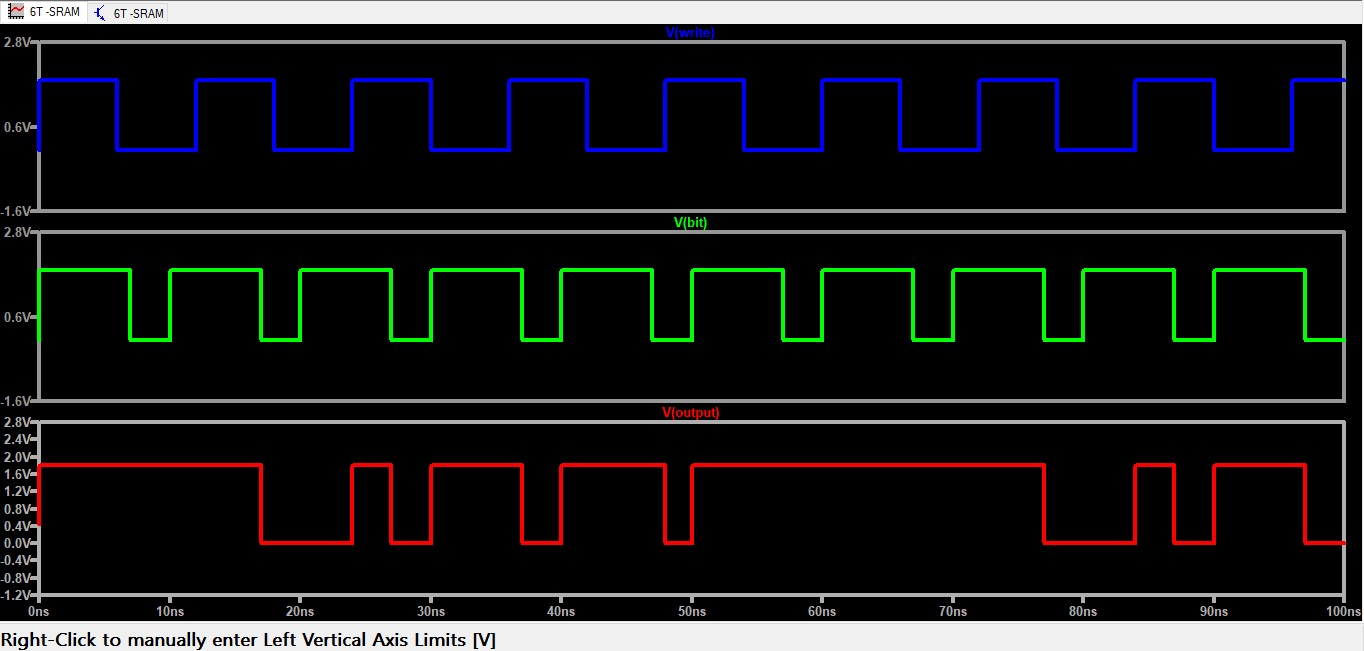 6T -SRAM 6T -SRAM
V(write)
2.8V
0.6V
-1.6V
V(bit)
2.8V
0.6V
-1.6V
V(output)
2.8V
2.4V
2.0V
1.6V
1.2V
0.8V
0.4V
0.0V
-0.4V
-0.8V
-1.2V
0ns 10ns 20ns 30ns 40ns 50ns 60ns 70ns 80ns 90ns 100ns
Right-Click to manually enter Left Vertical Axis Limits [V]